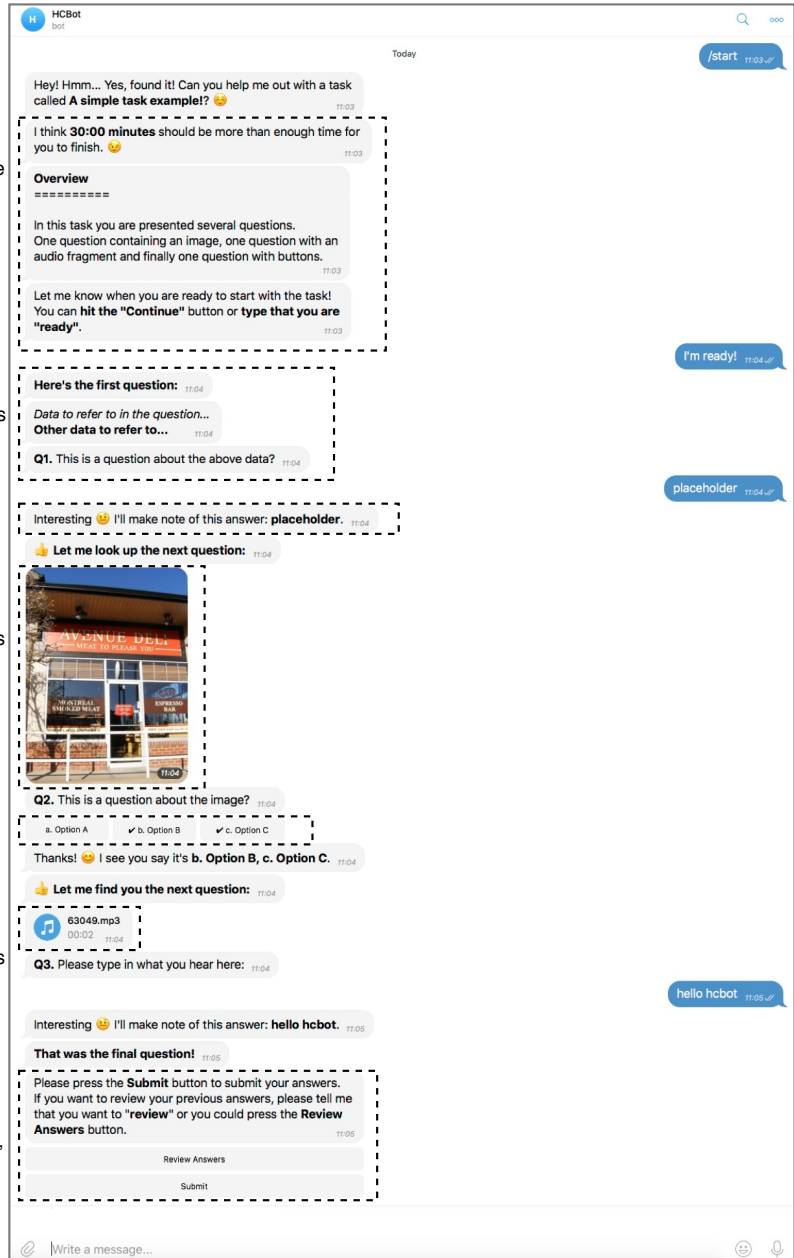 H
HCBot
bot
Today
/start 11:03
Hey! Hmm... Yes, found it! Can you help me out with a task
called A simple task example!? 😊
11:03
I think 30:00 minutes should be more than enough time for
you to finish. 😉
11:03
e
Overview
==========
In this task you are presented several questions.
One question containing an image, one question with an
audio fragment and finally one question with buttons.
11:03
Let me know when you are ready to start with the task!
You can hit the "Continue" button or type that you are
"ready".
11:03
I'm ready! 11:04
Here's the first question: 11:04
s
Data to refer to in the question...
Other data to refer to... 11:04
Q1. This is a question about the above data? 11:04
placeholder 11:04
Interesting 😉 I'll make note of this answer: placeholder. 11:04
👍 Let me look up the next question: 11:04
AVENUE DELI
MEAT TO PLEASE YOU
s
MONTREAL
SMOKED MEAT
ESPRESSO
BAR
11:04
Q2. This is a question about the image? 11:04
a. Option A
✔ b. Option B
✔ c. Option C
Thanks! 😊 I see you say it's b. Option B, c. Option C. 11:04
👍 Let me find you the next question: 11:04
63049.mp3
00:02 11:04
s
Q3. Please type in what you hear here: 11:04
hello hcbot 11:05
Interesting 😉 I'll make note of this answer: hello hcbot. 11:05
That was the final question! 11:05
Please press the Submit button to submit your answers.
If you want to review your previous answers, please tell me
that you want to "review" or you could press the Review
Answers button.
11:05
,
Review Answers
Submit
Write a message...